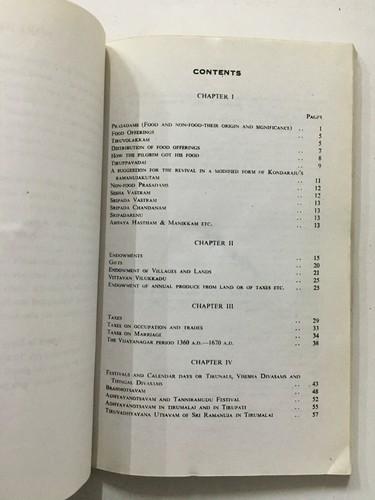 CONTENTS
CHAPTER I
PAGES
PRASADAMS (FOOD AND NON-FOOD-THEIR ORIGIN AND SIGNIFICANCE) .. 1
FOOD OFFERINGS .. 5
TIRUVOLAKKAM .. 5
DISTRIBUTION OF FOOD OFFERINGS .. 7
HOW THE PILGRIM GOT HIS FOOD .. 8
TIRUPPAVADAI .. 9
A SUGGESTION FOR THE REVIVAL IN A MODIFIED FORM OF KONDARAJU'S
RAMANUJAKUTAM .. 11
NON-FOOD PRASADAMS .. 12
SESHA VASTRAM .. 12
SRIPADA VASTRAM .. 13
SRIPADA CHANDANAM .. 13
SRIPADARENU .. 13
ABHAYA HASTHAM & MANIKKAM ETC. .. 13
CHAPTER II
ENDOWMENTS .. 15
GIFTS .. 20
ENDOWMENT OF VILLAGES AND LANDS .. 21
VITTAVAN VILUKKADU .. 25
ENDOWMENT OF ANNUAL PRODUCE FROM LAND OR OF TAXES ETC. .. 25
CHAPTER III
TAXES .. 29
TAXES ON OCCUPATION AND TRADES .. 33
TAXES ON MARRIAGE .. 34
THE VIJAYANAGAR PERIOD 1360 A.D.—1670 A.D. .. 38
CHAPTER IV
FESTIVALS AND CALENDAR DAYS OR TIRUNALS, VISESHA DIVASAMS AND
THINGAL DIVASAMS .. 43
BRAHMOTSAVAM .. 48
ADHYAYANOTSAVAM AND TANNIRAMUDU FESTIVAL .. 52
ADHYAYANOTSAVAM IN TIRUMALAI AND IN TIRUPATI .. 55
TIRUVADHYAYANA UTSAVAM OF SRI RAMANUJA IN TIRUMALAI .. 57